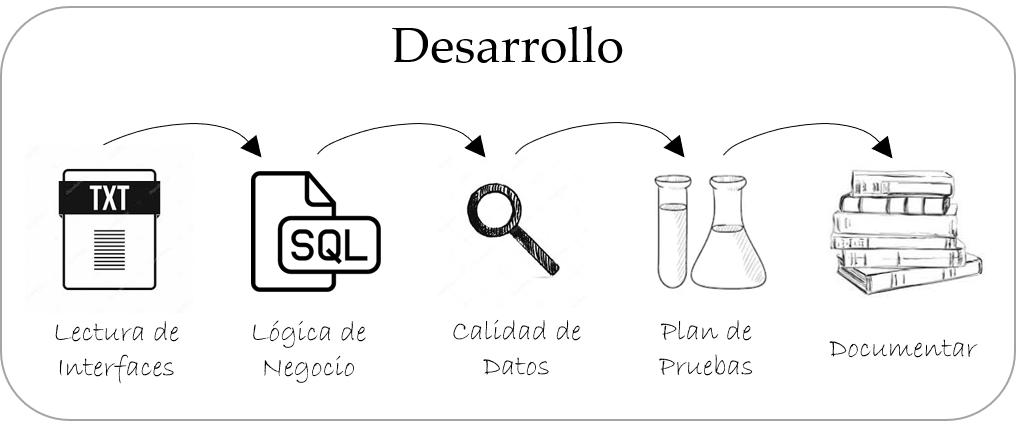 Desarrollo
TXT
SQL
Lectura de
Interfaces
Lógica de
Negocio
Calidad de
Datos
Plan de
Pruebas
Documentar